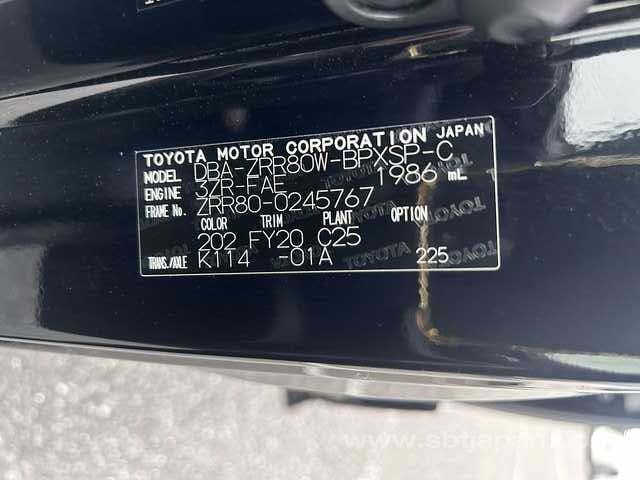 TOYOTA MOTOR CORPORATION JAPAN
MODEL DBA-ZRR80W-BPXSP-C
ENGINE 3ZR-FAE 1986 mL
FRAME No. ZRR80-0245767
COLOR TRIM PLANT OPTION
202 FY20 C25
TRANS./AXLE K114 -01A 225